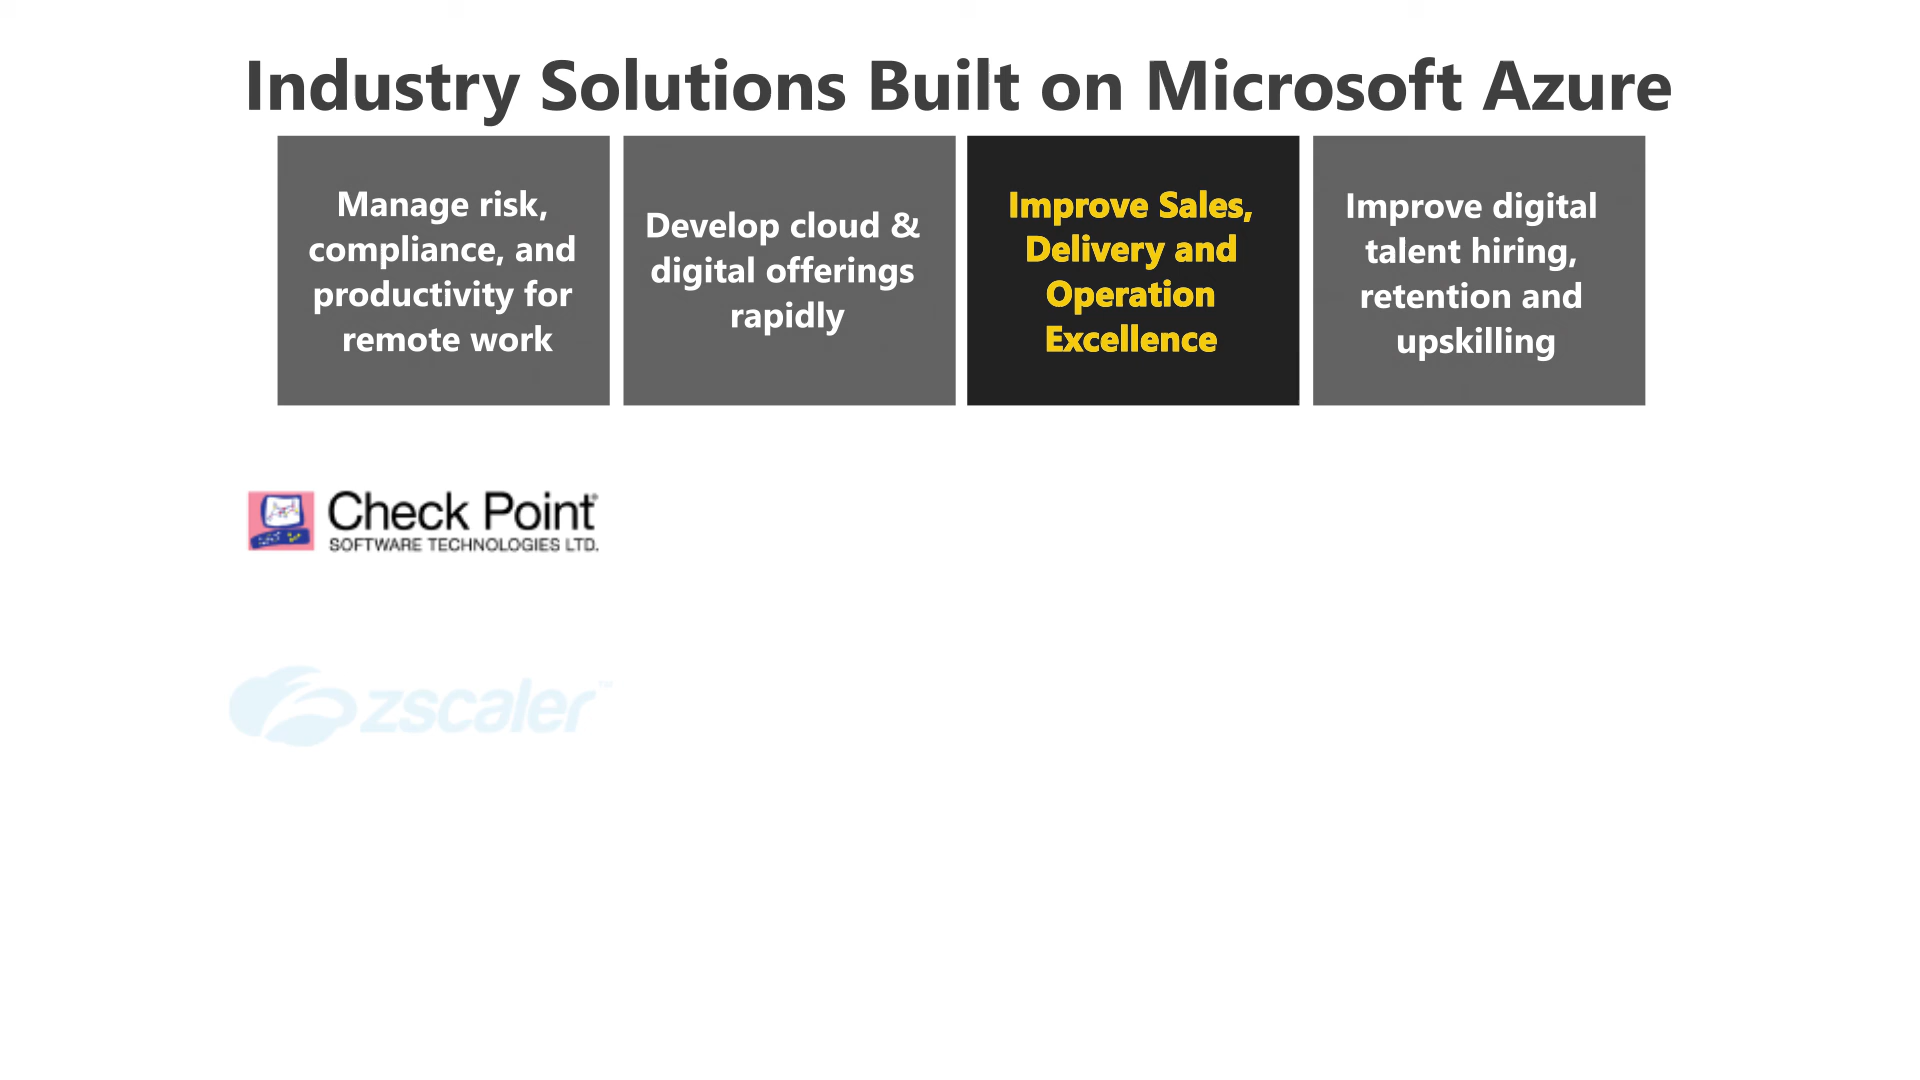 Industry Solutions Built on Microsoft Azure
Manage risk,
compliance, and
productivity for
remote work
Develop cloud &
digital offerings
rapidly
Improve Sales,
Delivery and
Operation
Excellence
Improve digital
talent hiring,
retention and
upskilling
Check Point®
SOFTWARE TECHNOLOGIES LTD.
zscaler™